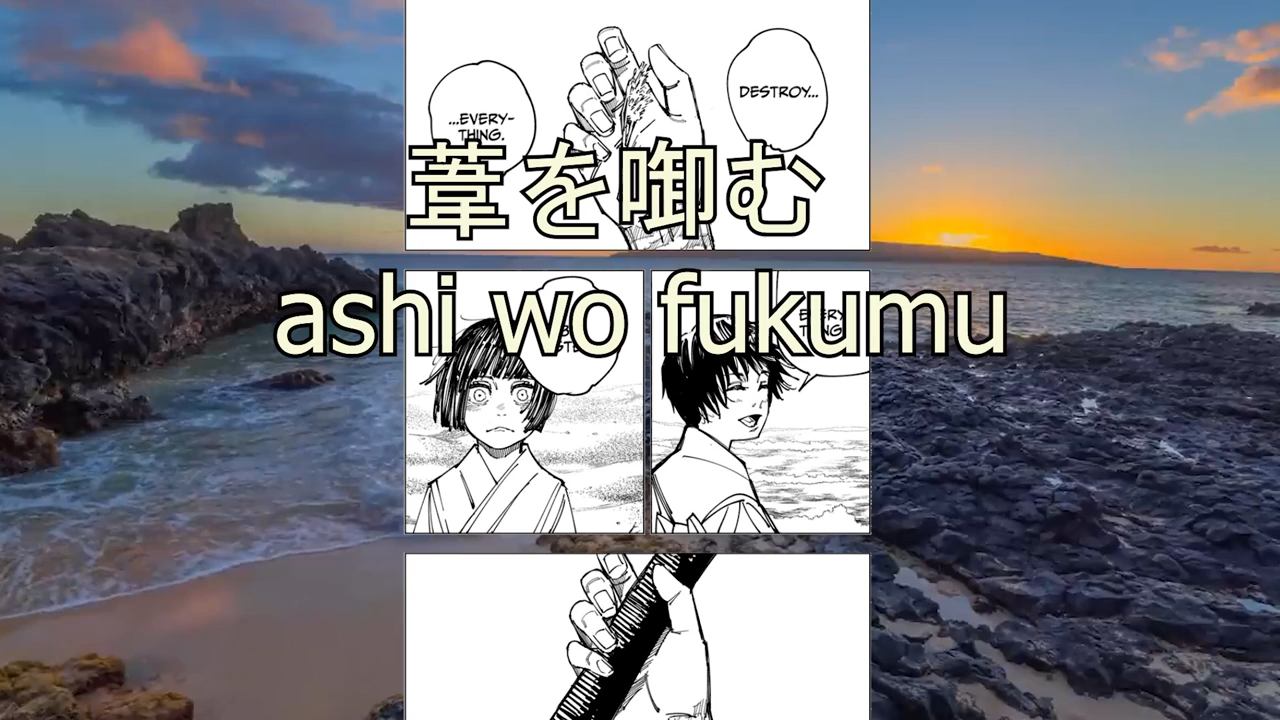 DESTROY...
...EVERY-
THING.
葦を啣む
ashi wo fukumu